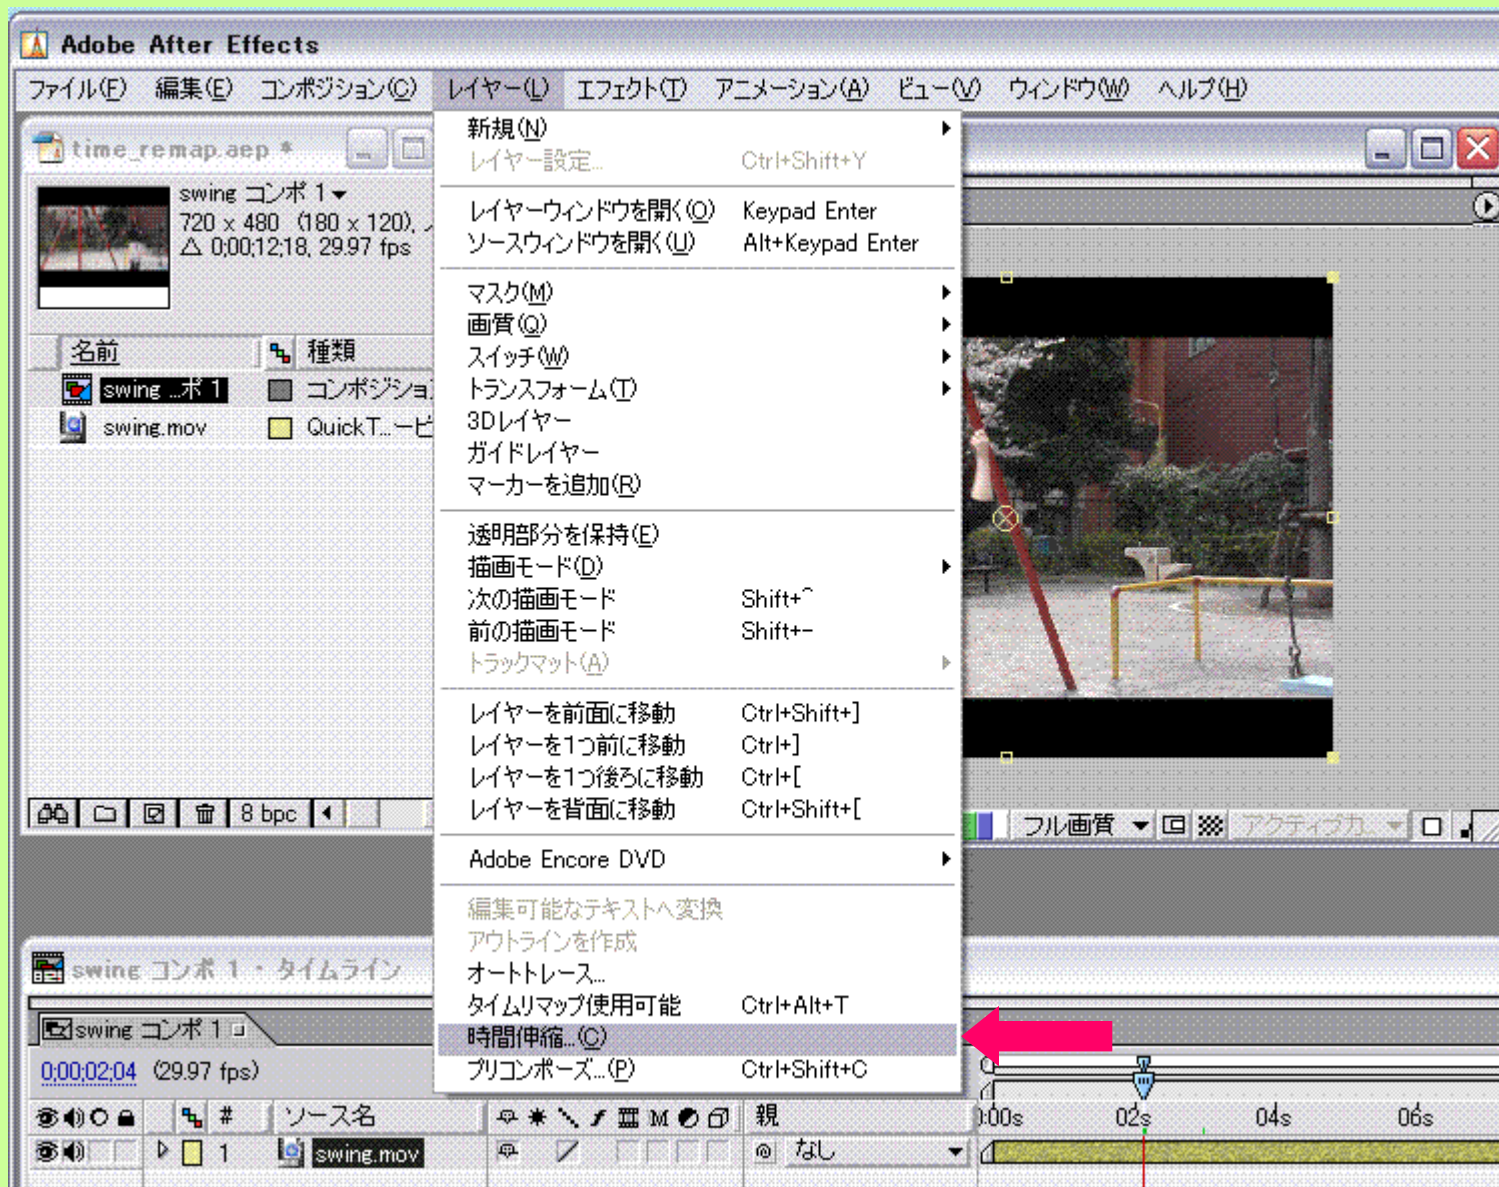 Adobe After Effects
ファイル(F) 編集(E) コンポジション(C) レイヤー(L) エフェクト(T) アニメーション(A) ビュー(V) ウィンドウ(W) ヘルプ(H)
time_remap.aep *
swing コンポ 1
720 x 480 (180 x 120),
△ 0;00;12;18, 29.97 fps
名前 種類
swing ...ポ 1 コンポジション
swing.mov QuickT...ービ
8 bpc
新規(N)
レイヤー設定... Ctrl+Shift+Y
レイヤーウィンドウを開く(O) Keypad Enter
ソースウィンドウを開く(U) Alt+Keypad Enter
マスク(M)
画質(Q)
スイッチ(W)
トランスフォーム(T)
3Dレイヤー
ガイドレイヤー
マーカーを追加(R)
透明部分を保持(E)
描画モード(D)
次の描画モード Shift+^
前の描画モード Shift+-
トラックマット(A)
レイヤーを前面に移動 Ctrl+Shift+]
レイヤーを1つ前に移動 Ctrl+]
レイヤーを1つ後ろに移動 Ctrl+[
レイヤーを背面に移動 Ctrl+Shift+[
Adobe Encore DVD
編集可能なテキストへ変換
アウトラインを作成
オートトレース...
タイムリマップ使用可能 Ctrl+Alt+T
時間伸縮...(C)
プリコンポーズ...(P) Ctrl+Shift+C
フル画質 アクティブカ...
swing コンポ 1 ・ タイムライン
swing コンポ 1
0;00;02;04 (29.97 fps)
# ソース名 親 0:00s 02s 04s 06s
1 swing.mov なし